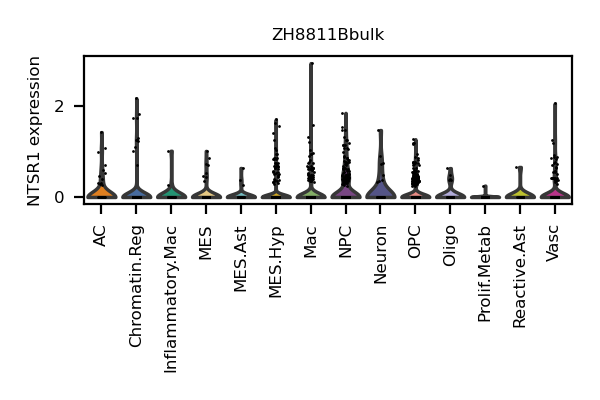 ZH8811Bbulk
NTSR1 expression
2
0
AC
Chromatin.Reg
Inflammatory.Mac
MES
MES.Ast
MES.Hyp
Mac
NPC
Neuron
OPC
Oligo
Prolif.Metab
Reactive.Ast
Vasc